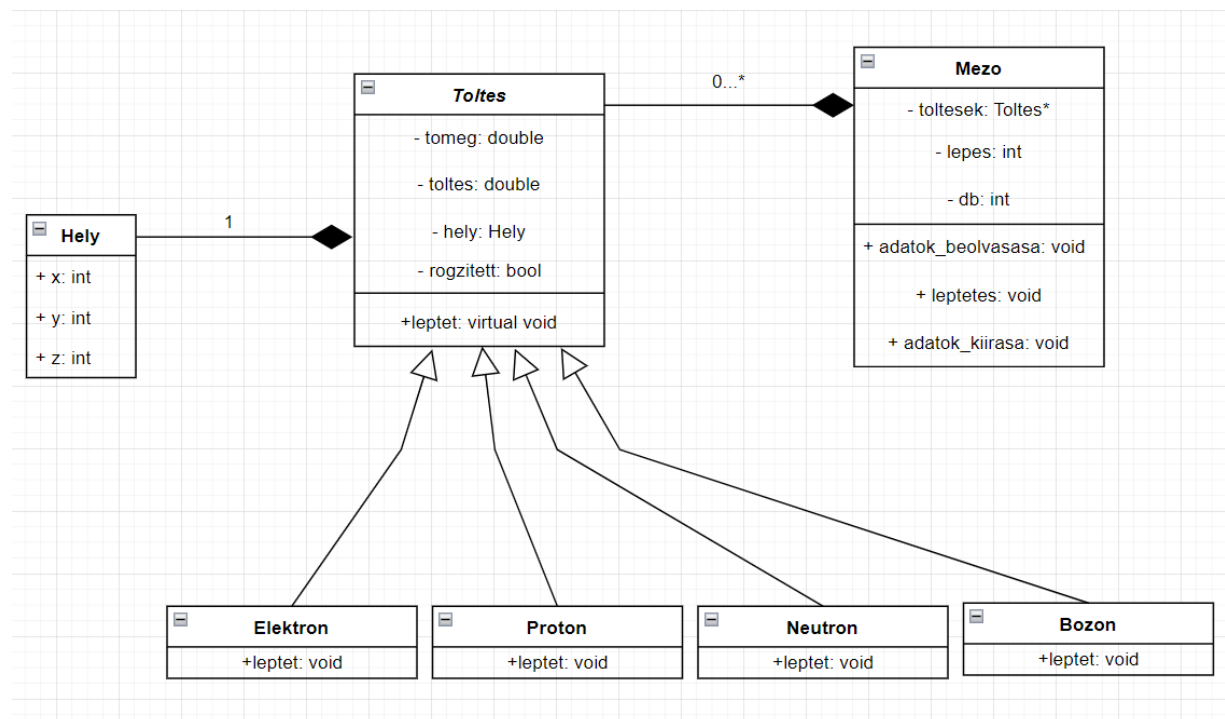 Toltes
- tomeg: double
- toltes: double
- hely: Hely
- rogzitett: bool
+leptet: virtual void
0...*
Mezo
- toltesek: Toltes*
- lepes: int
- db: int
+ adatok_beolvasasa: void
+ leptetes: void
+ adatok_kiirasa: void
1
Hely
+ x: int
+ y: int
+ z: int
Elektron
+leptet: void
Proton
+leptet: void
Neutron
+leptet: void
Bozon
+leptet: void